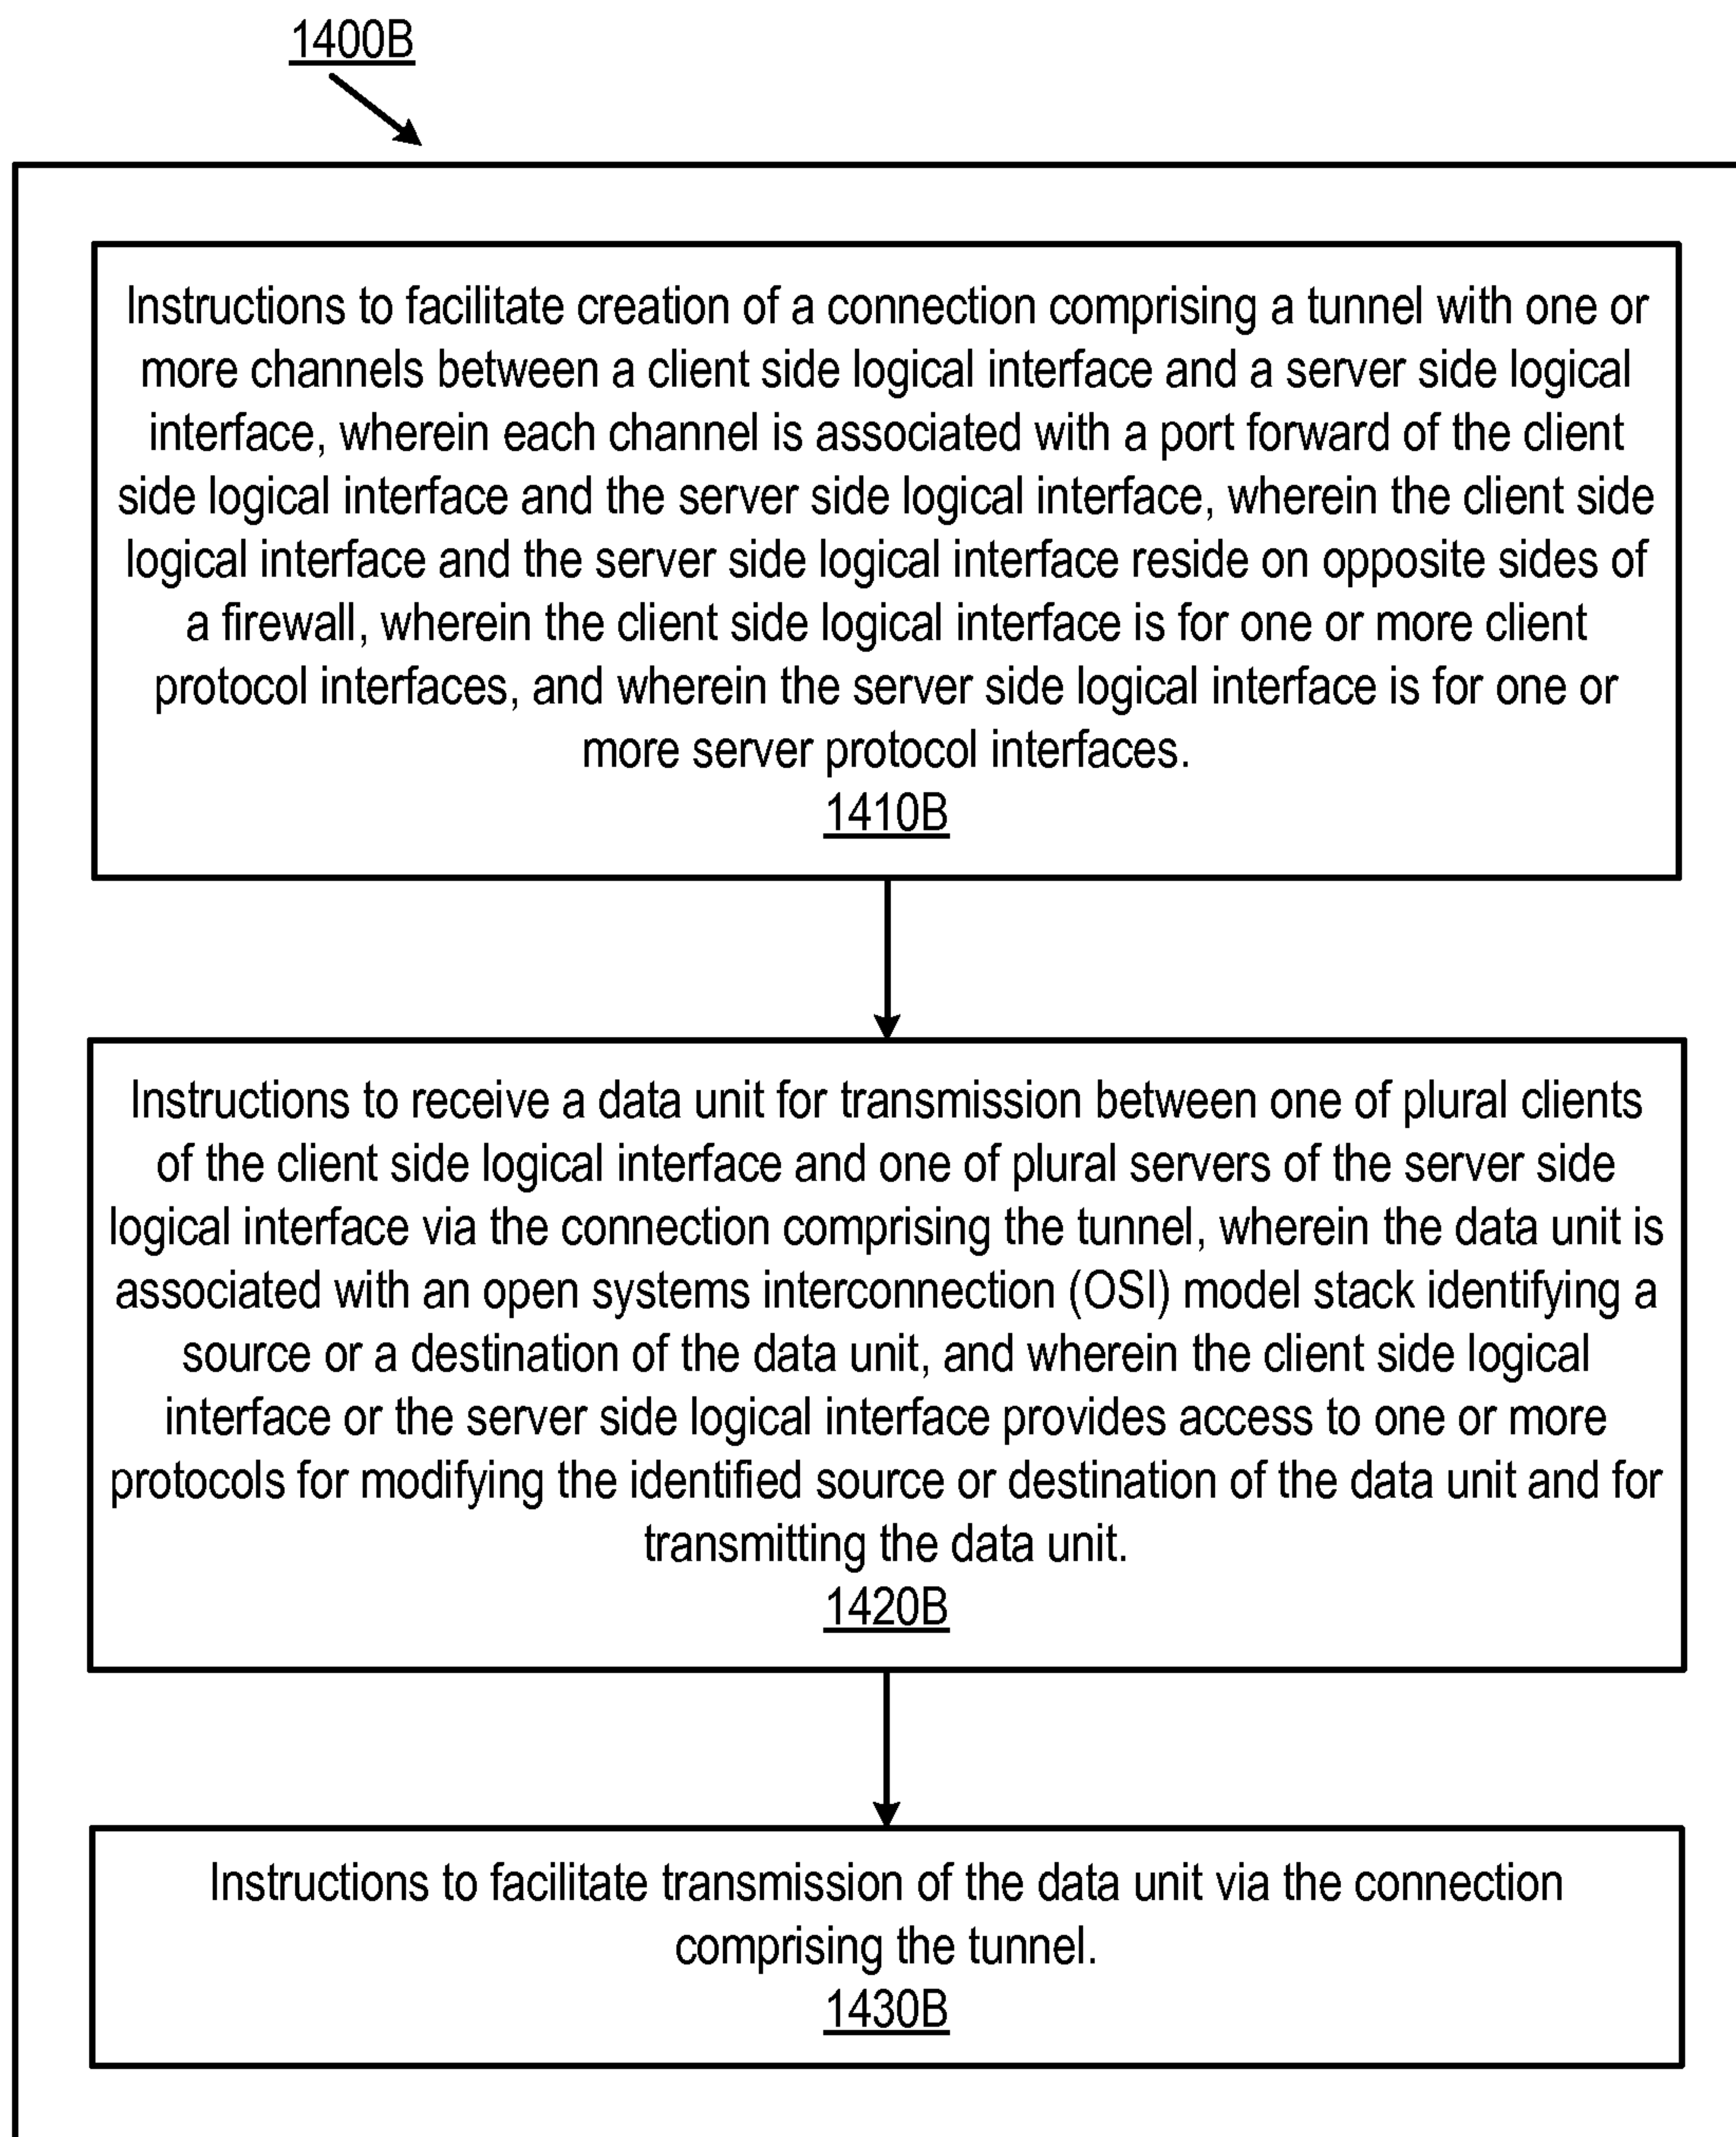 1400B
Instructions to facilitate creation of a connection comprising a tunnel with one or
more channels between a client side logical interface and a server side logical
interface, wherein each channel is associated with a port forward of the client
side logical interface and the server side logical interface, wherein the client side
logical interface and the server side logical interface reside on opposite sides of
a firewall, wherein the client side logical interface is for one or more client
protocol interfaces, and wherein the server side logical interface is for one or
more server protocol interfaces.
1410B
Instructions to receive a data unit for transmission between one of plural clients
of the client side logical interface and one of plural servers of the server side
logical interface via the connection comprising the tunnel, wherein the data unit is
associated with an open systems interconnection (OSI) model stack identifying a
source or a destination of the data unit, and wherein the client side logical
interface or the server side logical interface provides access to one or more
protocols for modifying the identified source or destination of the data unit and for
transmitting the data unit.
1420B
Instructions to facilitate transmission of the data unit via the connection
comprising the tunnel.
1430B